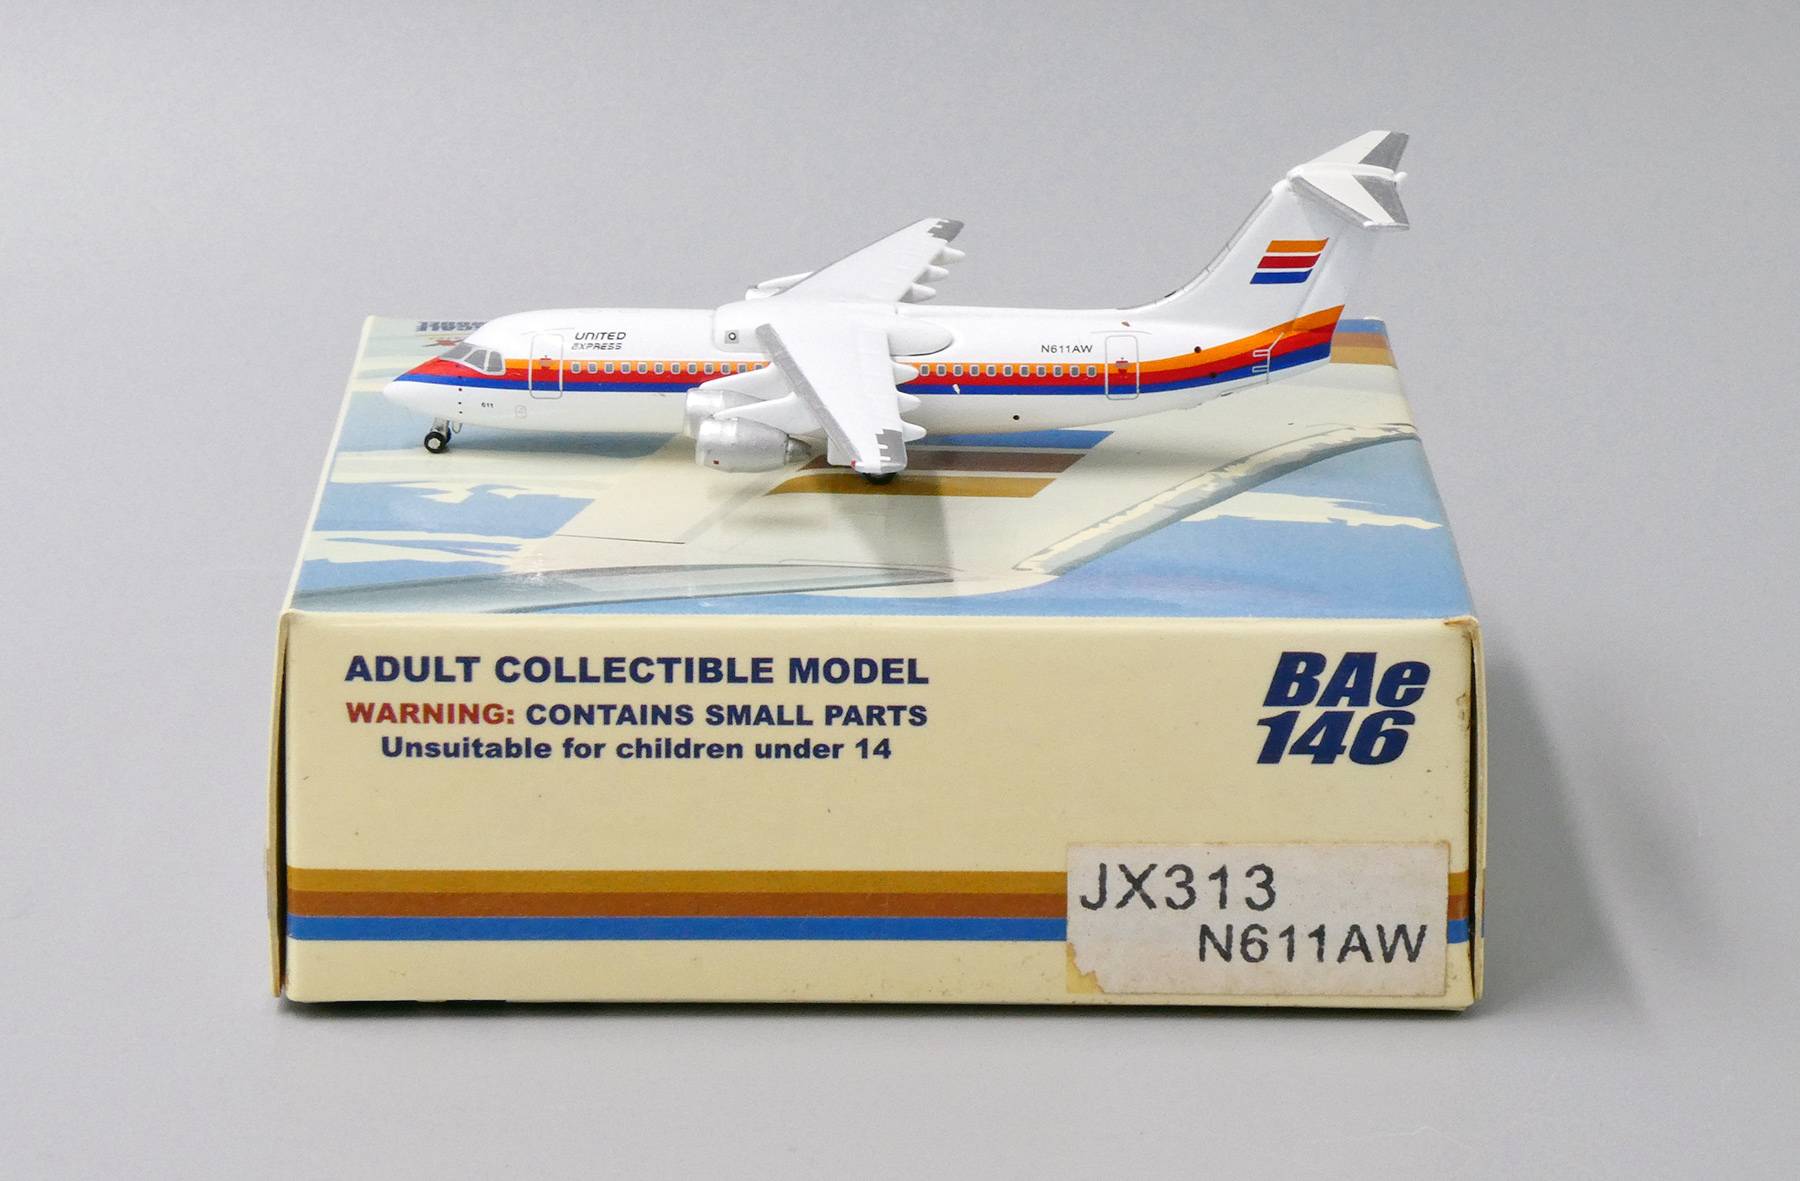 UNITED
EXPRESS
N611AW
611
ADULT COLLECTIBLE MODEL
WARNING: CONTAINS SMALL PARTS
Unsuitable for children under 14
BAe
146
JX313
N611AW